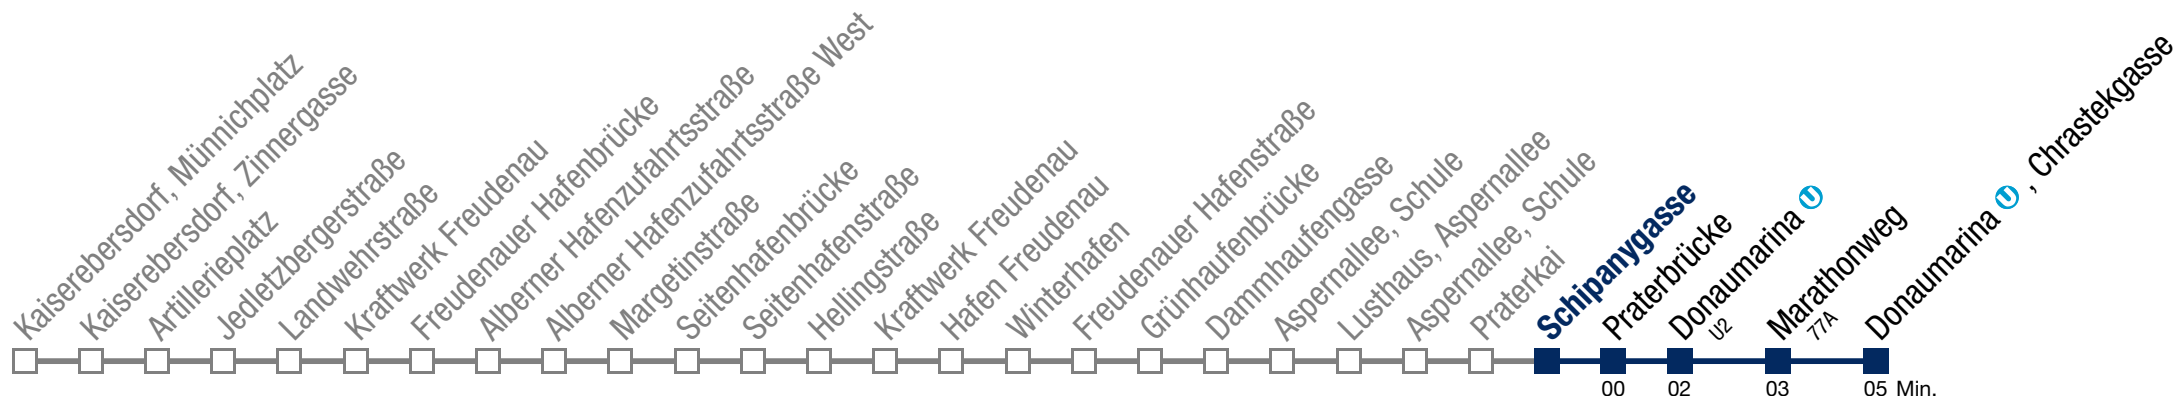 Kaiserebersdorf, Münnichplatz
Kaiserebersdorf, Zinnergasse
Artillerieplatz
Jedletzbergerstraße
Landwehrstraße
Kraftwerk Freudenau
Freudenauer Hafenbrücke
Alberner Hafenzufahrtsstraße
Alberner Hafenzufahrtsstraße West
Margetinstraße
Seitenhafenbrücke
Seitenhafenstraße
Hellingstraße
Kraftwerk Freudenau
Hafen Freudenau
Winterhafen
Freudenauer Hafenstraße
Grünhaufenbrücke
Dammhaufengasse
Aspernallee, Schule
Lusthaus, Aspernallee
Aspernallee, Schule
Praterkai
Schipanygasse
Praterbrücke
Donaumarina U
U2
Marathonweg
77A
Donaumarina U, Chrastekgasse
00 02 03 05 Min.